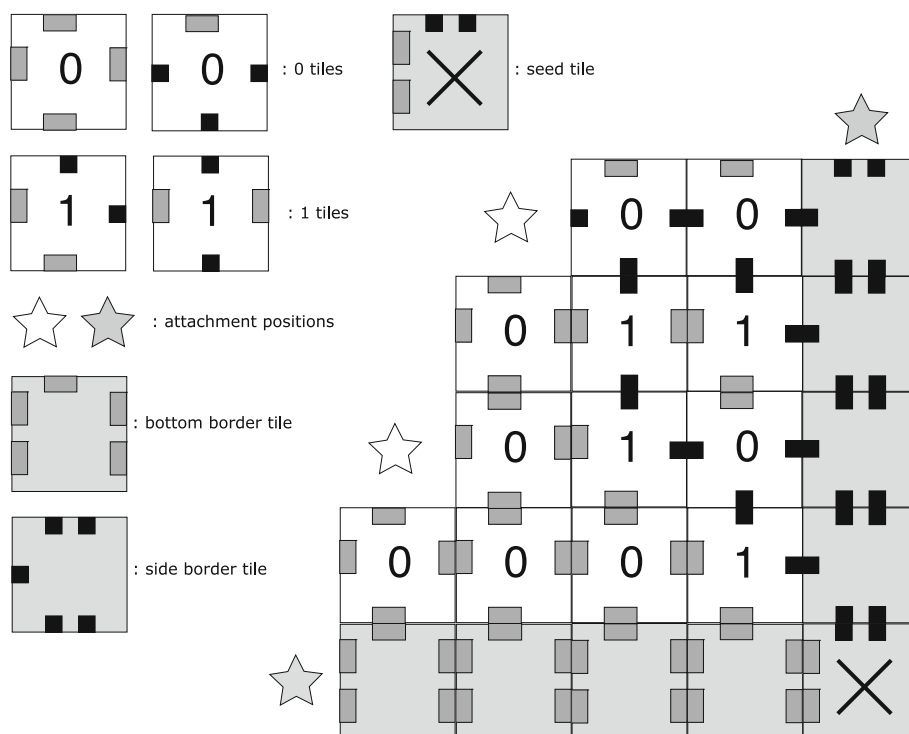 0 0 : 0 tiles
: seed tile
1 1 : 1 tiles
: attachment positions
: bottom border tile
: side border tile
0 0
0 1 1
0 1 0
0 0 0 1